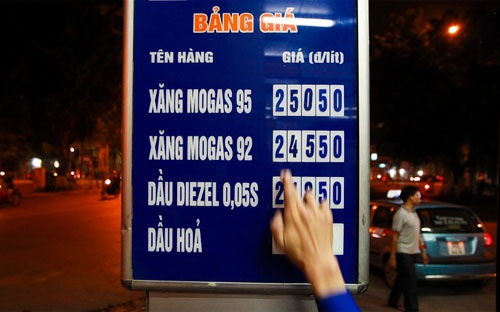 BẢNG GIÁ
TÊN HÀNG GIÁ (đ/lít)
XĂNG MOGAS 95 25050
XĂNG MOGAS 92 24550
DẦU DIEZEL 0,05S
DẦU HOẢ